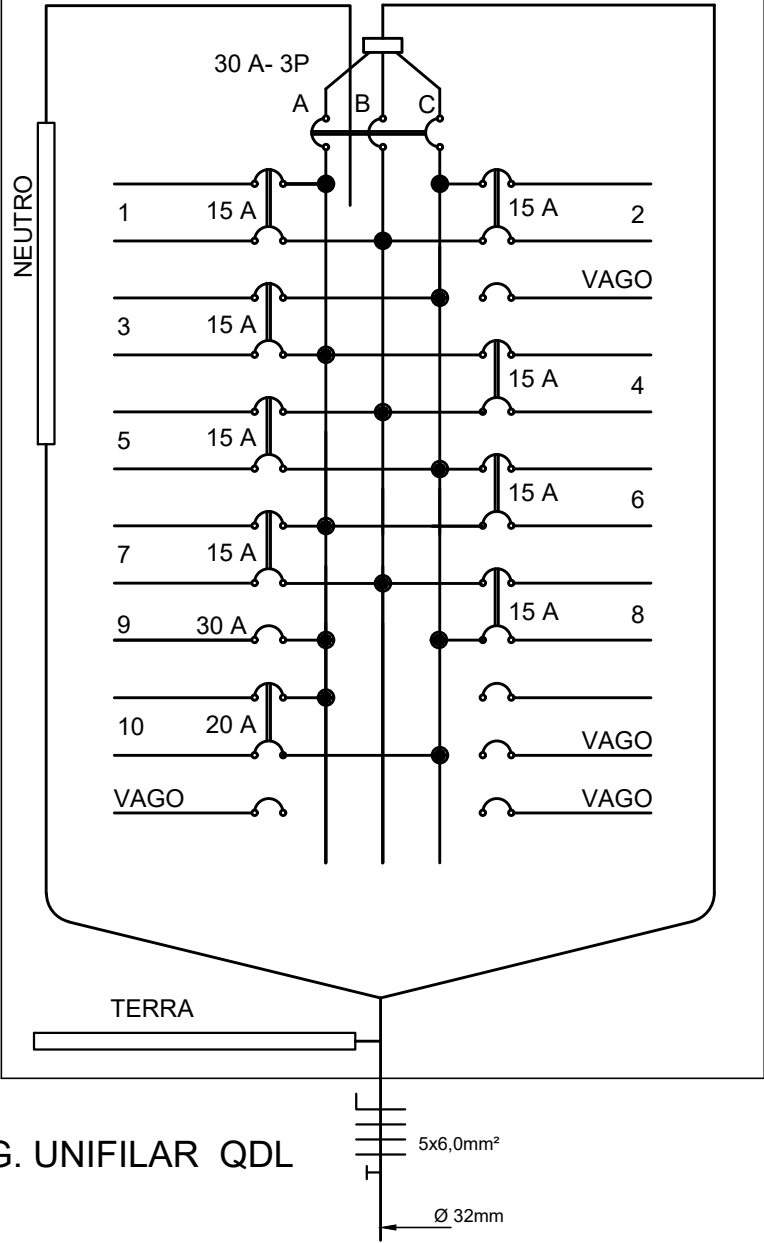 30 A- 3P
A B C
NEUTRO
1 15 A 15 A 2
VAGO
3 15 A
15 A 4
5 15 A
15 A 6
7 15 A
15 A 8
9 30 A
10 20 A
VAGO
VAGO VAGO
TERRA
G. UNIFILAR QDL
5x6,0mm²
Ø 32mm